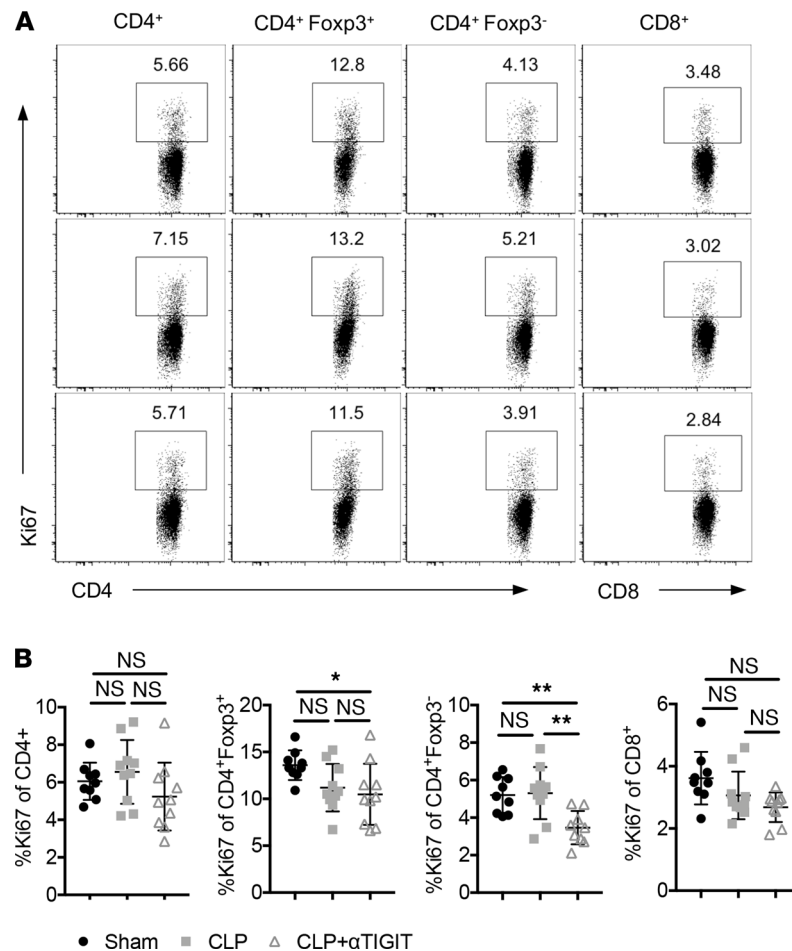 A
CD4⁺ CD4⁺ Foxp3⁺ CD4⁺ Foxp3⁻ CD8⁺
5.66 12.8 4.13 3.48
7.15 13.2 5.21 3.02
5.71 11.5 3.91 2.84
Ki67
CD4 CD8
B
NS
NS NS
10
8
6
4
2
0
%Ki67 of CD4+
*
NS NS
20
15
10
5
0
%Ki67 of CD4⁺Foxp3⁺
**
NS **
10
8
6
4
2
0
%Ki67 of CD4⁺Foxp3⁻
NS
NS NS
6
4
2
0
%Ki67 of CD8⁺
Sham CLP CLP+αTIGIT